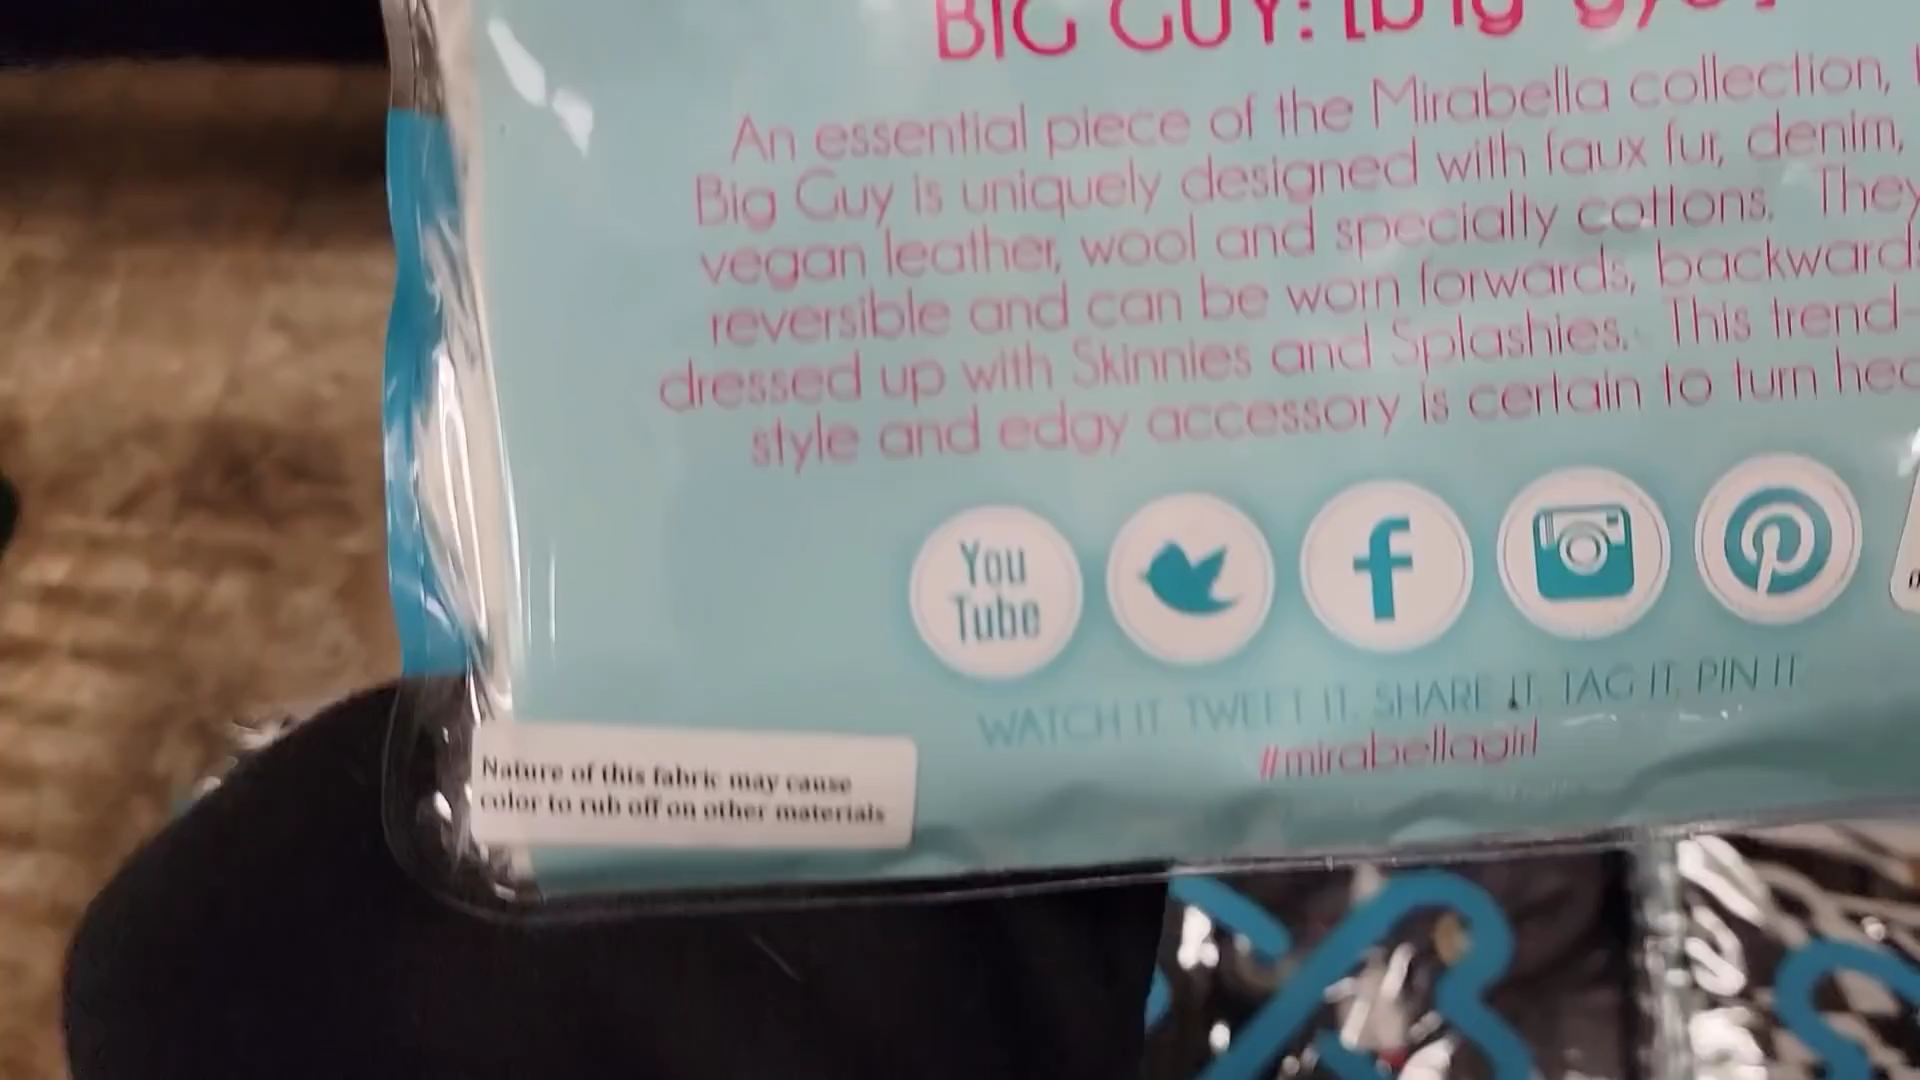 BIG GUY:
An essential piece of the Mirabella collection,
Big Guy is uniquely designed with faux fur, denim,
vegan leather, wool and specialty cottons. They
reversible and can be worn forwards, backwards
dressed up with Skinnies and Splashies. This trend-
style and edgy accessory is certain to turn
You
Tube
WATCH IT. TWEET IT. SHARE IT. TAG IT. PIN IT
#mirabellagirl
Nature of this fabric may cause
color to rub off on other materials